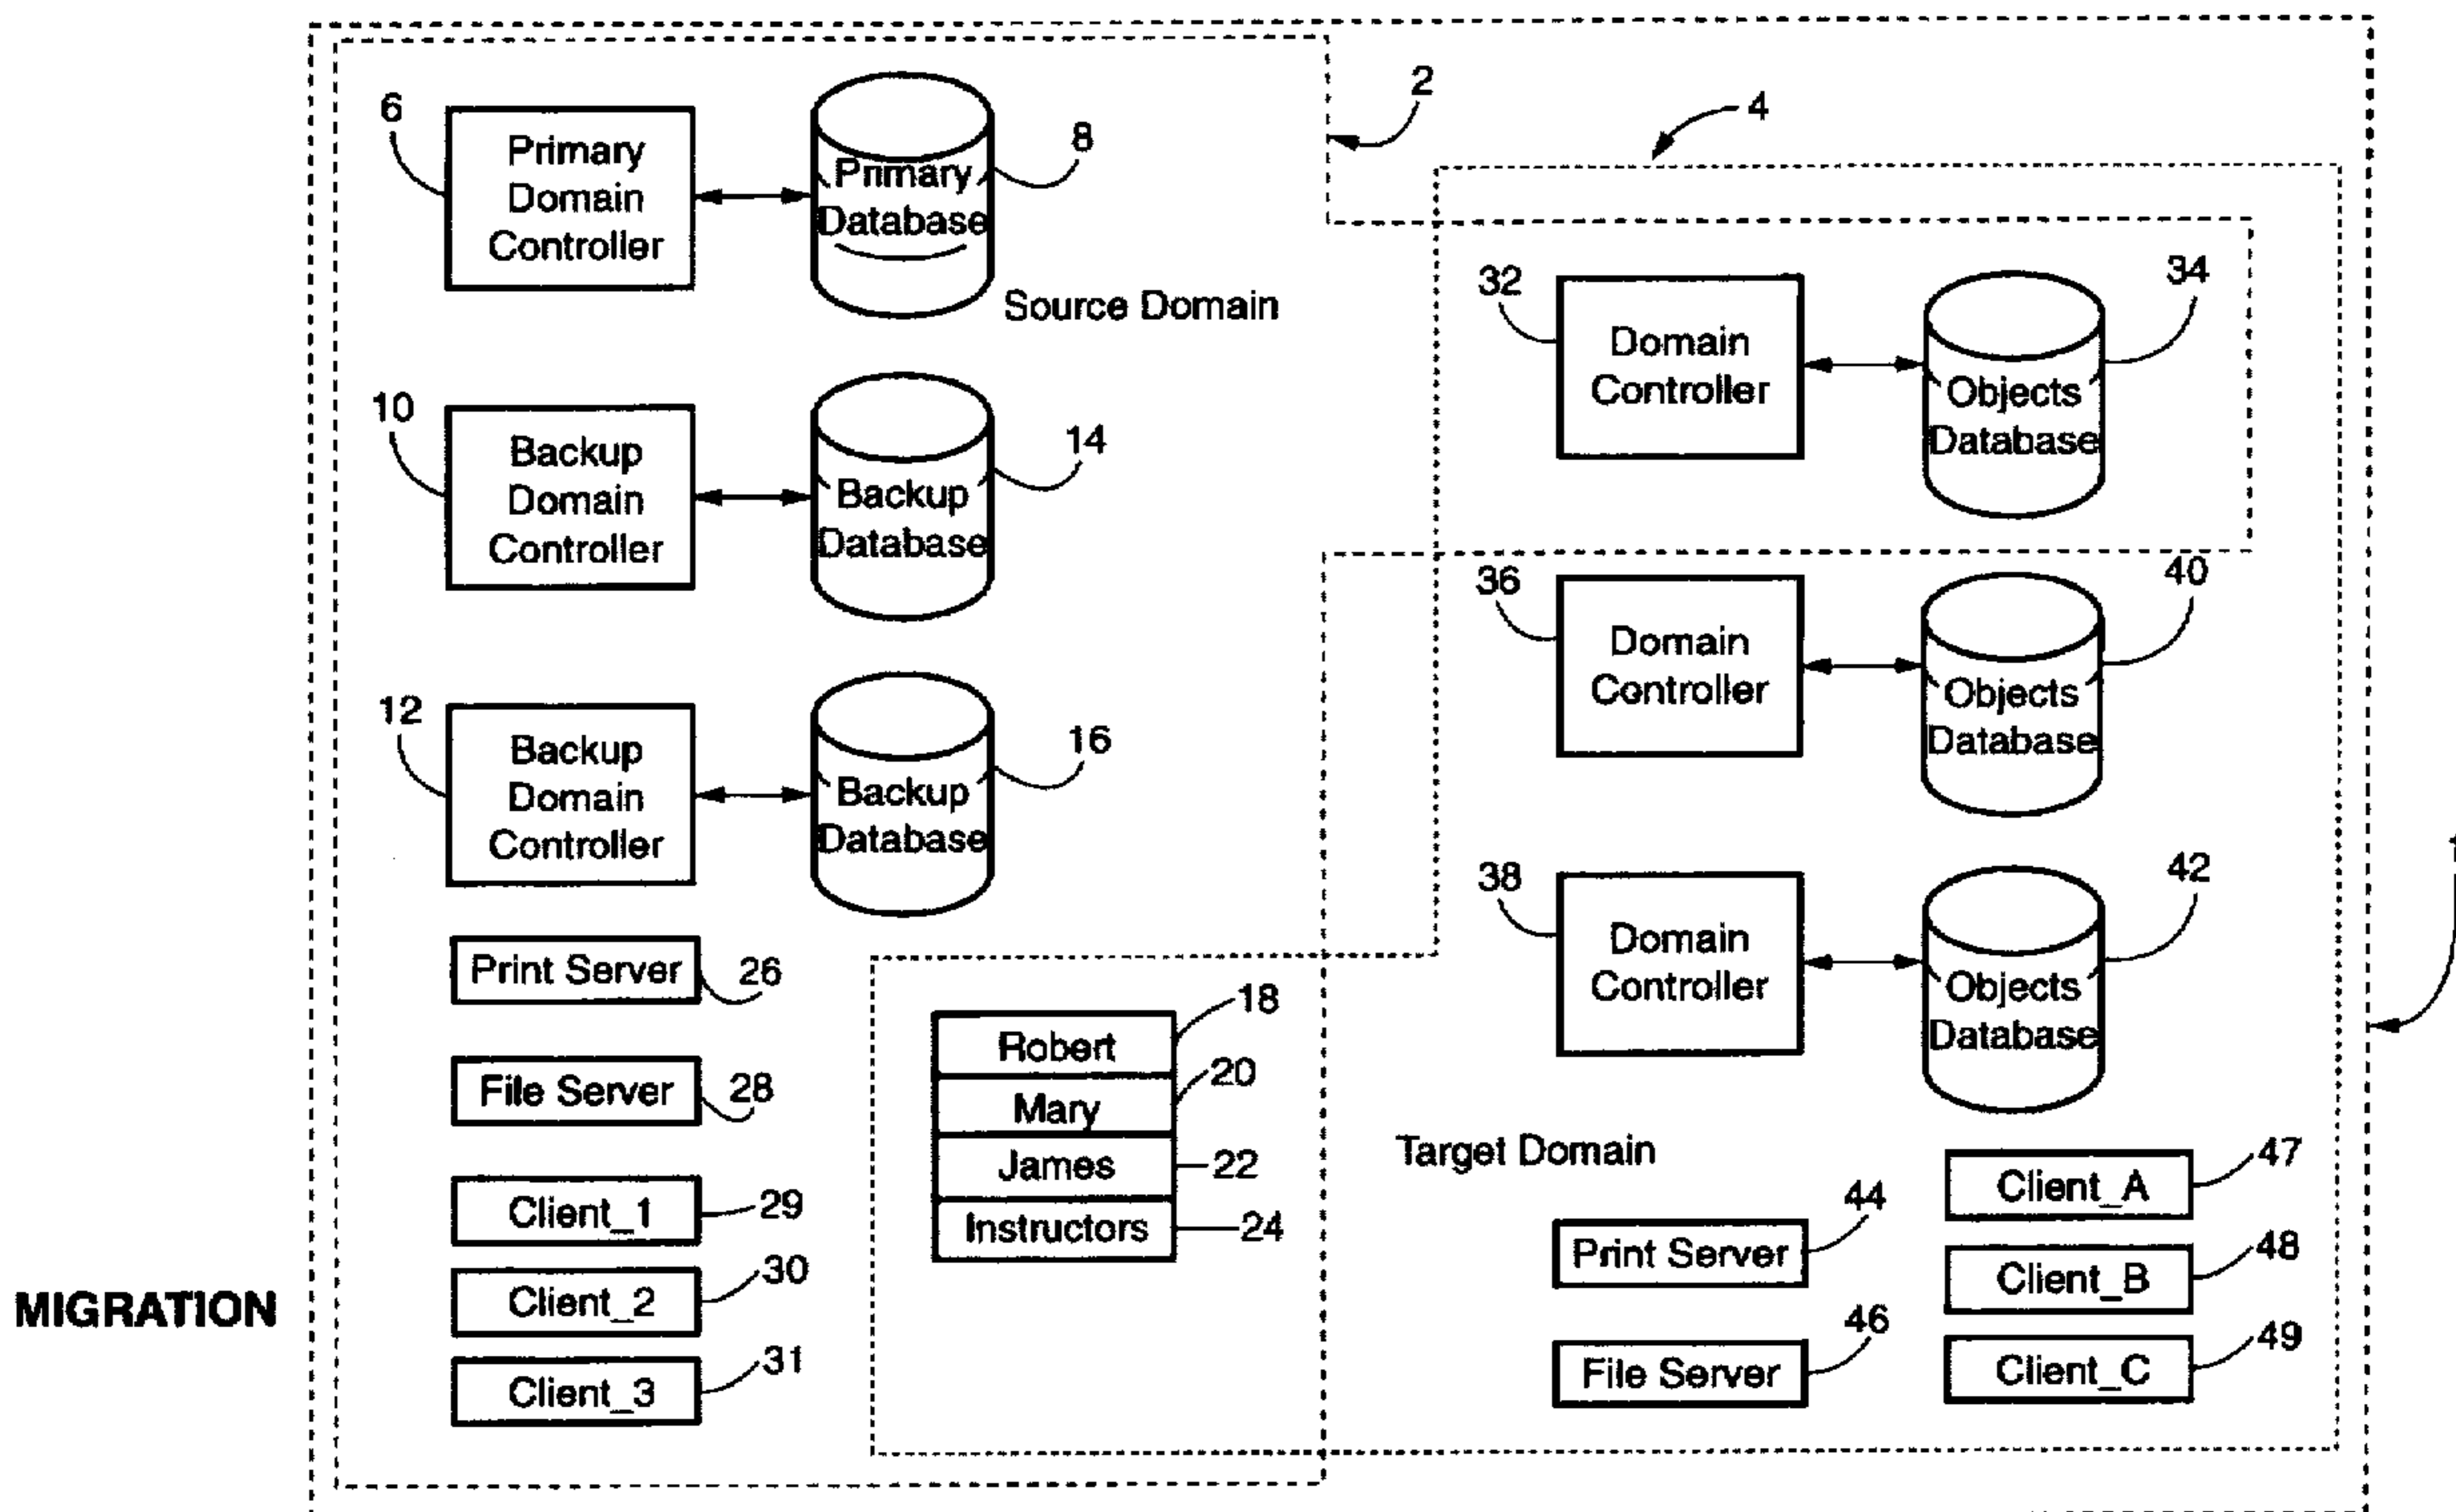 2
4
6
Primary
Domain
Controller
Primary
Database
8
Source Domain
32
Domain
Controller
Objects
Database
34
10
Backup
Domain
Controller
Backup
Database
14
36
Domain
Controller
Objects
Database
40
12
Backup
Domain
Controller
Backup
Database
16
38
Domain
Controller
Objects
Database
42
Print Server
26
File Server
28
Client_1
29
Client_2
30
Client_3
31
Robert
18
Mary
20
James
22
Instructors
24
Target Domain
Print Server
44
File Server
46
Client_A
47
Client_B
48
Client_C
49
MIGRATION